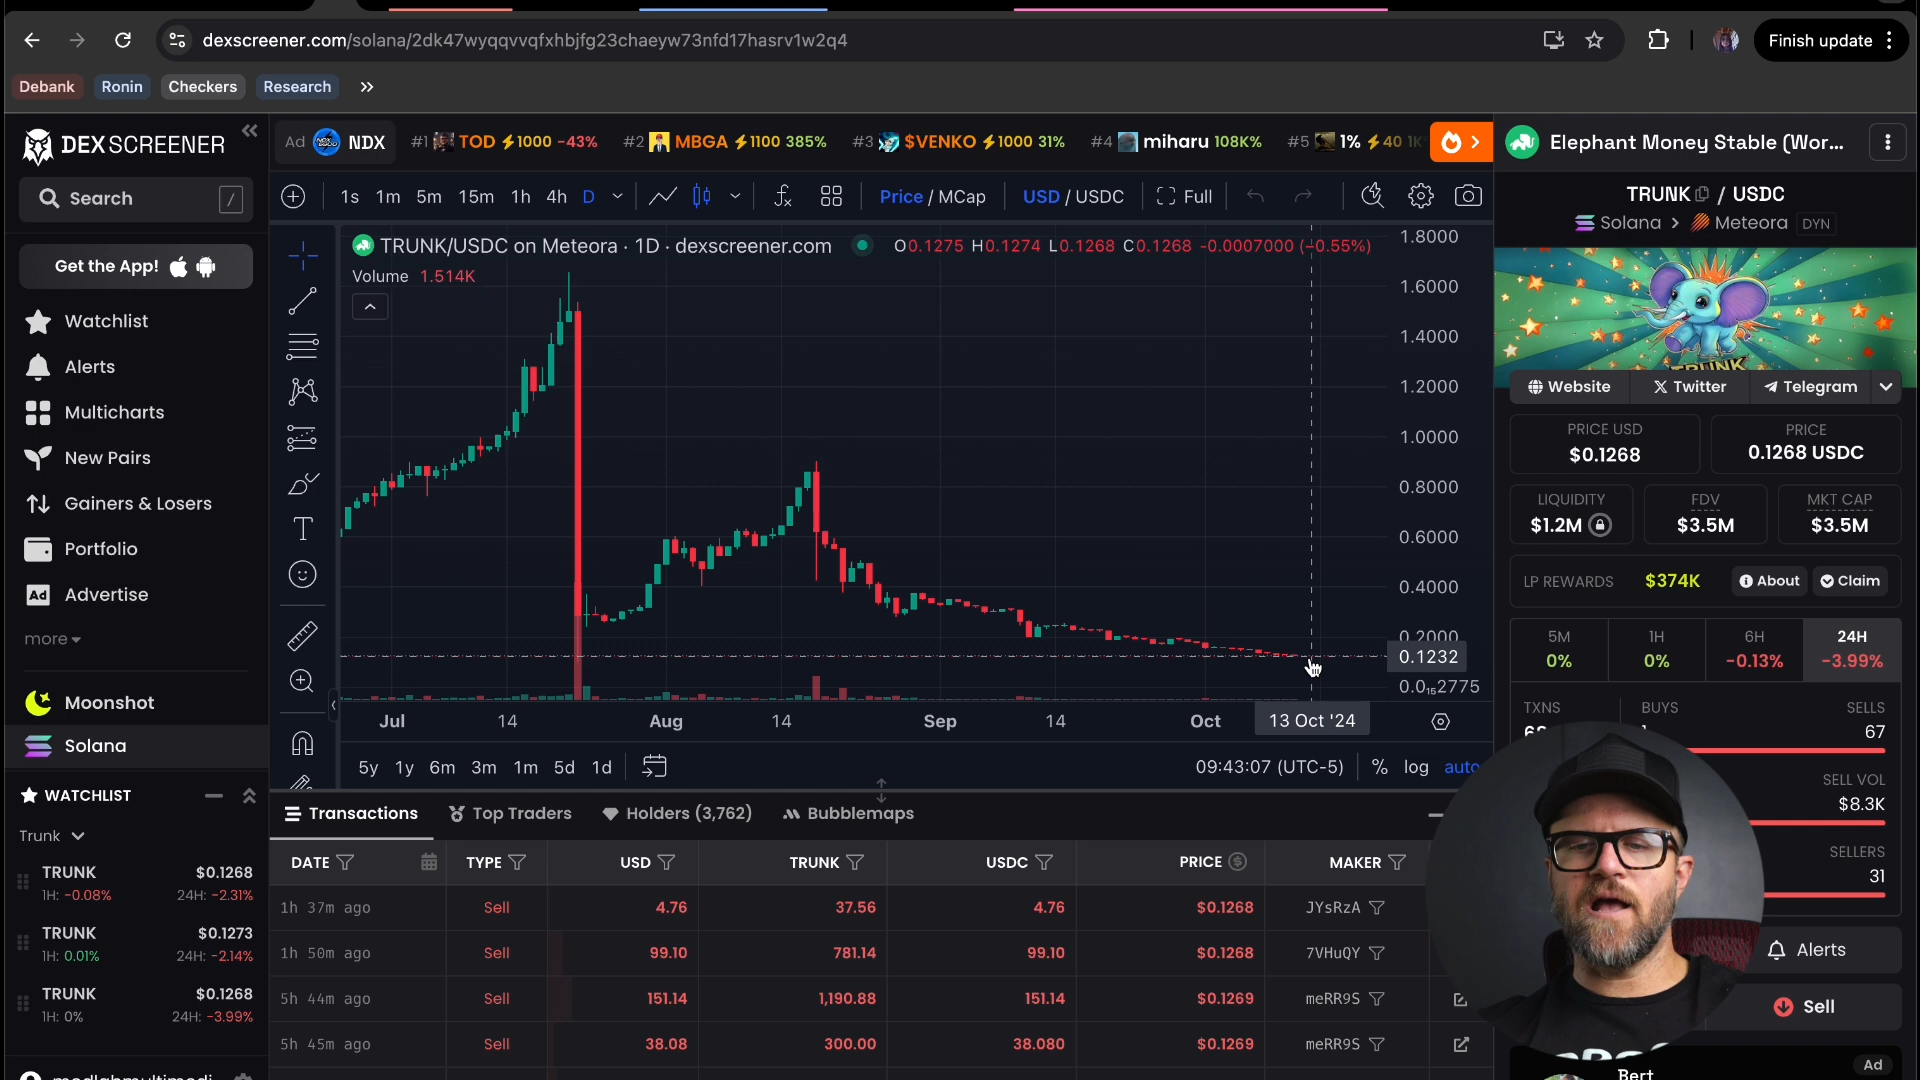 dexscreener.com/solana/2dk47wyqqvvqfxhbjfg23chaeyw73nfd17hasrv1w2q4
Finish update
Debank
Ronin
Checkers
Research
DEXSCREENER
Search
/
Get the App!
Watchlist
Alerts
Multicharts
New Pairs
Gainers & Losers
Portfolio
Ad
Advertise
more
Moonshot
Solana
WATCHLIST
Trunk
TRUNK $0.1268
1H: -0.08% 24H: -2.31%
TRUNK $0.1273
1H: 0.01% 24H: -2.14%
TRUNK $0.1268
1H: 0% 24H: -3.99%
Ad NDX #1 TOD 1000 -43% #2 MBGA 1100 385% #3 $VENKO 1000 31% #4 miharu 108K% #5 1% 40
1s 1m 5m 15m 1h 4h D Price / MCap USD / USDC Full
TRUNK/USDC on Meteora · 1D · dexscreener.com O0.1275 H0.1274 L0.1268 C0.1268 -0.0007000 (-0.55%)
Volume 1.514K
1.8000
1.6000
1.4000
1.2000
1.0000
0.8000
0.6000
0.4000
0.2000
0.1232
0.0₁₅2775
Jul 14 Aug 14 Sep 14 Oct 13 Oct '24
5y 1y 6m 3m 1m 5d 1d 09:43:07 (UTC-5) % log auto
Transactions Top Traders Holders (3,762) Bubblemaps
DATE TYPE USD TRUNK USDC PRICE MAKER
1h 37m ago Sell 4.76 37.56 4.76 $0.1268 JYsRzA
1h 50m ago Sell 99.10 781.14 99.10 $0.1268 7VHuQY
5h 44m ago Sell 151.14 1,190.88 151.14 $0.1269 meRR9S
5h 45m ago Sell 38.08 300.00 38.080 $0.1269 meRR9S
Elephant Money Stable (Wor...
TRUNK / USDC
Solana > Meteora DYN
TRUNK
Website Twitter Telegram
PRICE USD
$0.1268
PRICE
0.1268 USDC
LIQUIDITY
$1.2M
FDV
$3.5M
MKT CAP
$3.5M
LP REWARDS $374K About Claim
5M
0%
1H
0%
6H
-0.13%
24H
-3.99%
TXNS BUYS SELLS
67
SELL VOL
$8.3K
SELLERS
31
Alerts
Sell
Ad
Bert